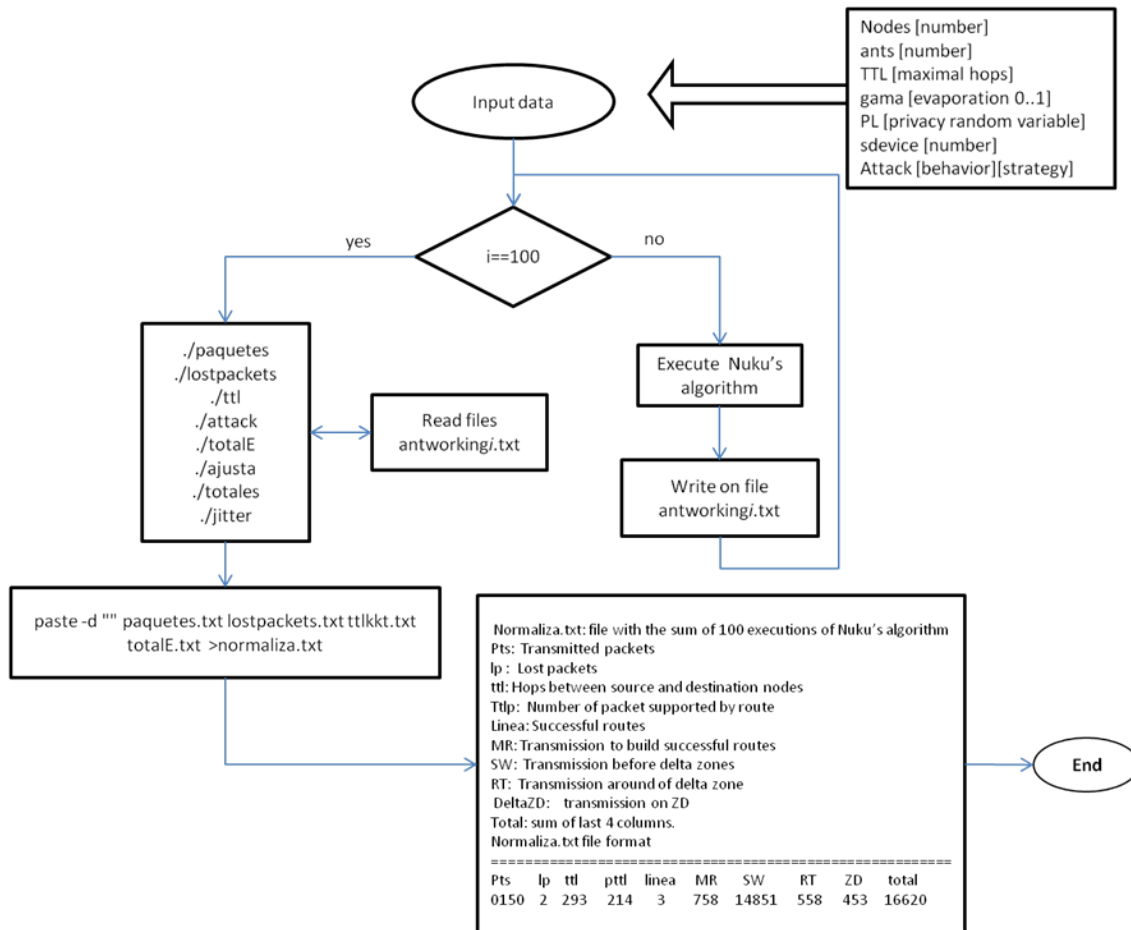 Nodes [number]
ants [number]
TTL [maximal hops]
gama [evaporation 0..1]
PL [privacy random variable]
sdevice [number]
Attack [behavior][strategy]
Input data
i==100
yes
no
./paquetes
./lostpackets
./ttl
./attack
./totalE
./ajusta
./totales
./jitter
Read files
antworkingi.txt
Execute Nuku's
algorithm
Write on file
antworkingi.txt
paste -d "" paquetes.txt lostpackets.txt ttlkkt.txt
totalE.txt >normaliza.txt
Normaliza.txt: file with the sum of 100 executions of Nuku's algorithm
Pts: Transmitted packets
lp : Lost packets
ttl: Hops between source and destination nodes
Ttlp: Number of packet supported by route
Linea: Successful routes
MR: Transmission to build successful routes
SW: Transmission before delta zones
RT: Transmission around of delta zone
DeltaZD: transmission on ZD
Total: sum of last 4 columns.
Normaliza.txt file format
======================================================
Pts lp ttl pttl linea MR SW RT ZD total
0150 2 293 214 3 758 14851 558 453 16620
End